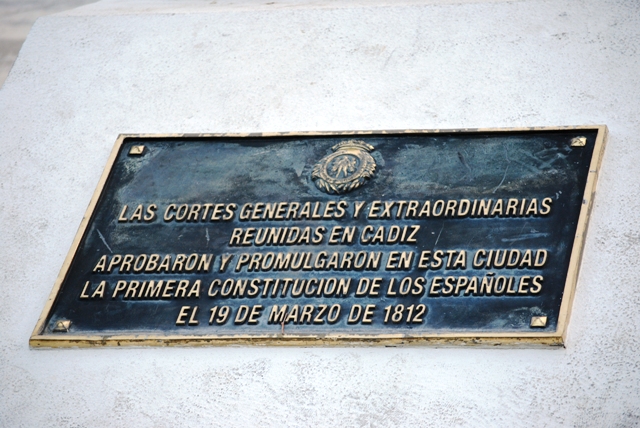 LAS CORTES GENERALES Y EXTRAORDINARIAS
REUNIDAS EN CADIZ
APROBARON Y PROMULGARON EN ESTA CIUDAD
LA PRIMERA CONSTITUCION DE LOS ESPAÑOLES
EL 19 DE MARZO DE 1812